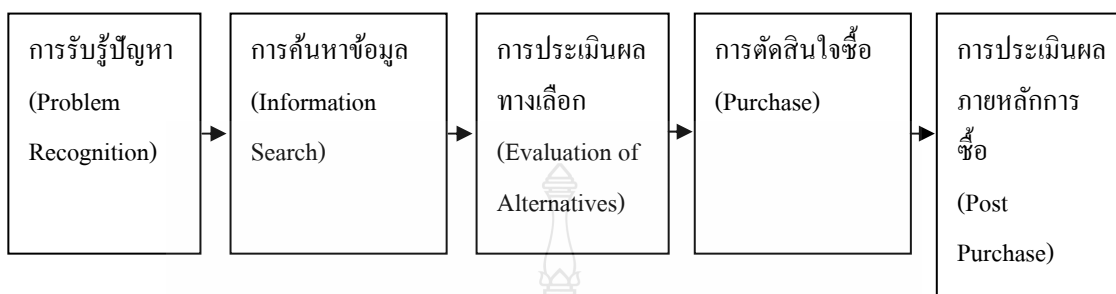 การรับรู้ปัญหา
(Problem
Recognition)
การค้นหาข้อมูล
(Information
Search)
การประเมินผล
ทางเลือก
(Evaluation of
Alternatives)
การตัดสินใจซื้อ
(Purchase)
การประเมินผล
ภายหลักการ
ซื้อ
(Post
Purchase)